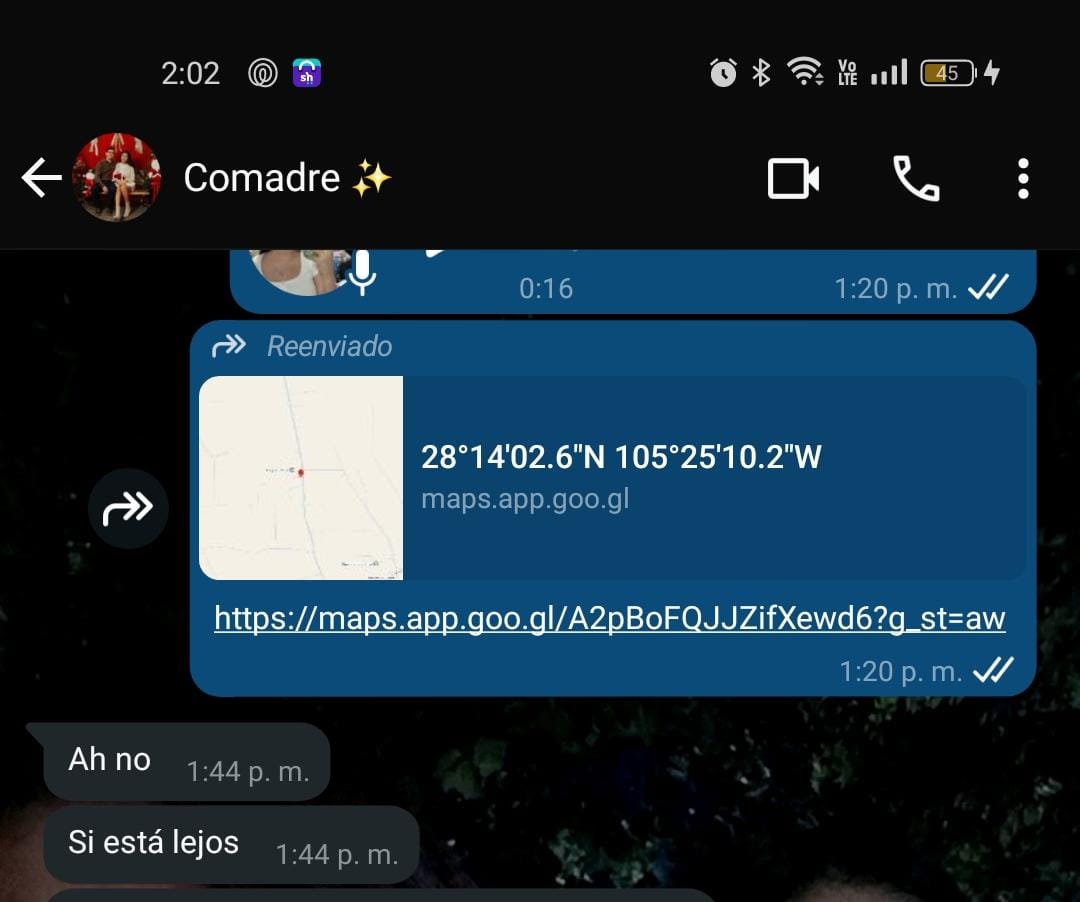 2:02
sh
Vo
LTE
45
Comadre ✨
0:16
1:20 p. m.
Reenviado
28°14'02.6"N 105°25'10.2"W
maps.app.goo.gl
https://maps.app.goo.gl/A2pBoFQJJZifXewd6?g_st=aw
1:20 p. m.
Ah no
1:44 p. m.
Si está lejos
1:44 p. m.